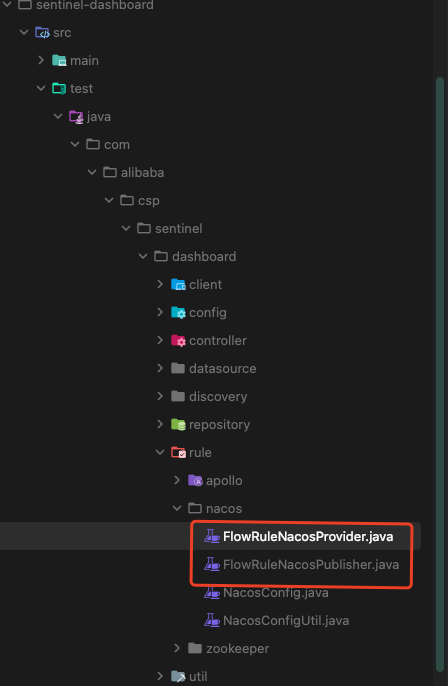 sentinel-dashboard
src
main
test
java
com
alibaba
csp
sentinel
dashboard
client
config
controller
datasource
discovery
repository
rule
apollo
nacos
FlowRuleNacosProvider.java
FlowRuleNacosPublisher.java
NacosConfig.java
NacosConfigUtil.java
zookeeper
util